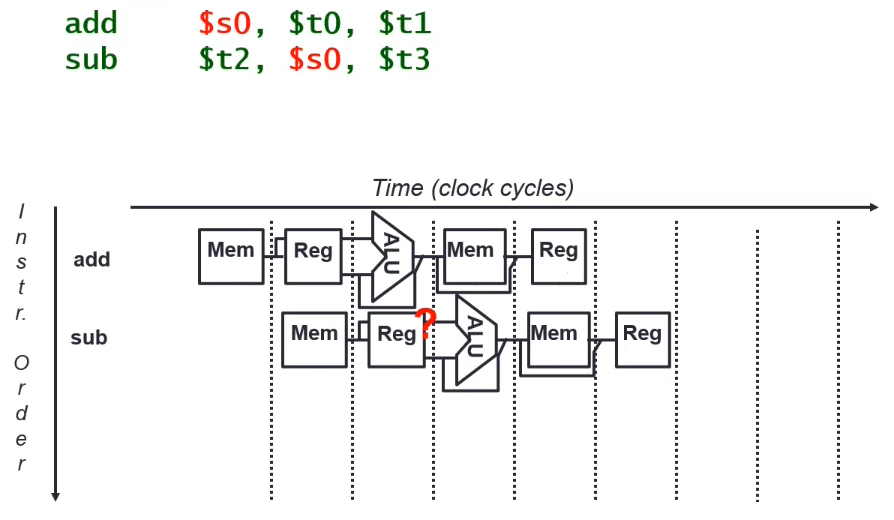 add $s0, $t0, $t1
sub $t2, $s0, $t3
Time (clock cycles)
Instr. Order
add
Mem Reg ALU Mem Reg
sub
Mem Reg ? ALU Mem Reg